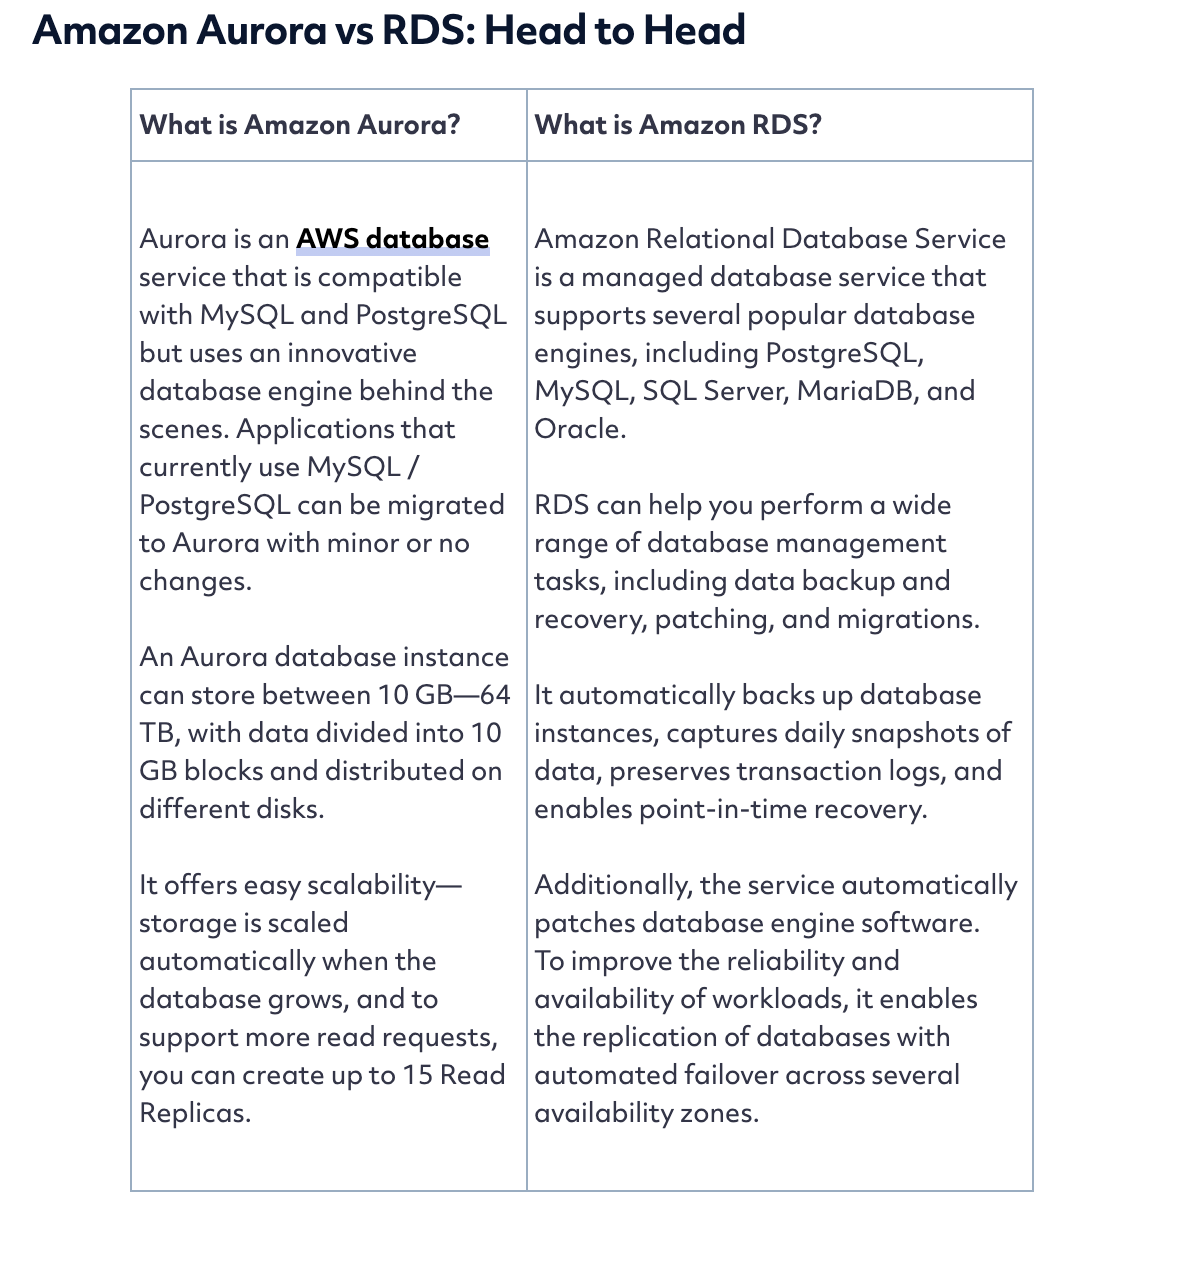 Amazon Aurora vs RDS: Head to Head
What is Amazon Aurora?
What is Amazon RDS?
Aurora is an AWS database
service that is compatible
with MySQL and PostgreSQL
but uses an innovative
database engine behind the
scenes. Applications that
currently use MySQL /
PostgreSQL can be migrated
to Aurora with minor or no
changes.
An Aurora database instance
can store between 10 GB—64
TB, with data divided into 10
GB blocks and distributed on
different disks.
It offers easy scalability—
storage is scaled
automatically when the
database grows, and to
support more read requests,
you can create up to 15 Read
Replicas.
Amazon Relational Database Service
is a managed database service that
supports several popular database
engines, including PostgreSQL,
MySQL, SQL Server, MariaDB, and
Oracle.
RDS can help you perform a wide
range of database management
tasks, including data backup and
recovery, patching, and migrations.
It automatically backs up database
instances, captures daily snapshots of
data, preserves transaction logs, and
enables point-in-time recovery.
Additionally, the service automatically
patches database engine software.
To improve the reliability and
availability of workloads, it enables
the replication of databases with
automated failover across several
availability zones.